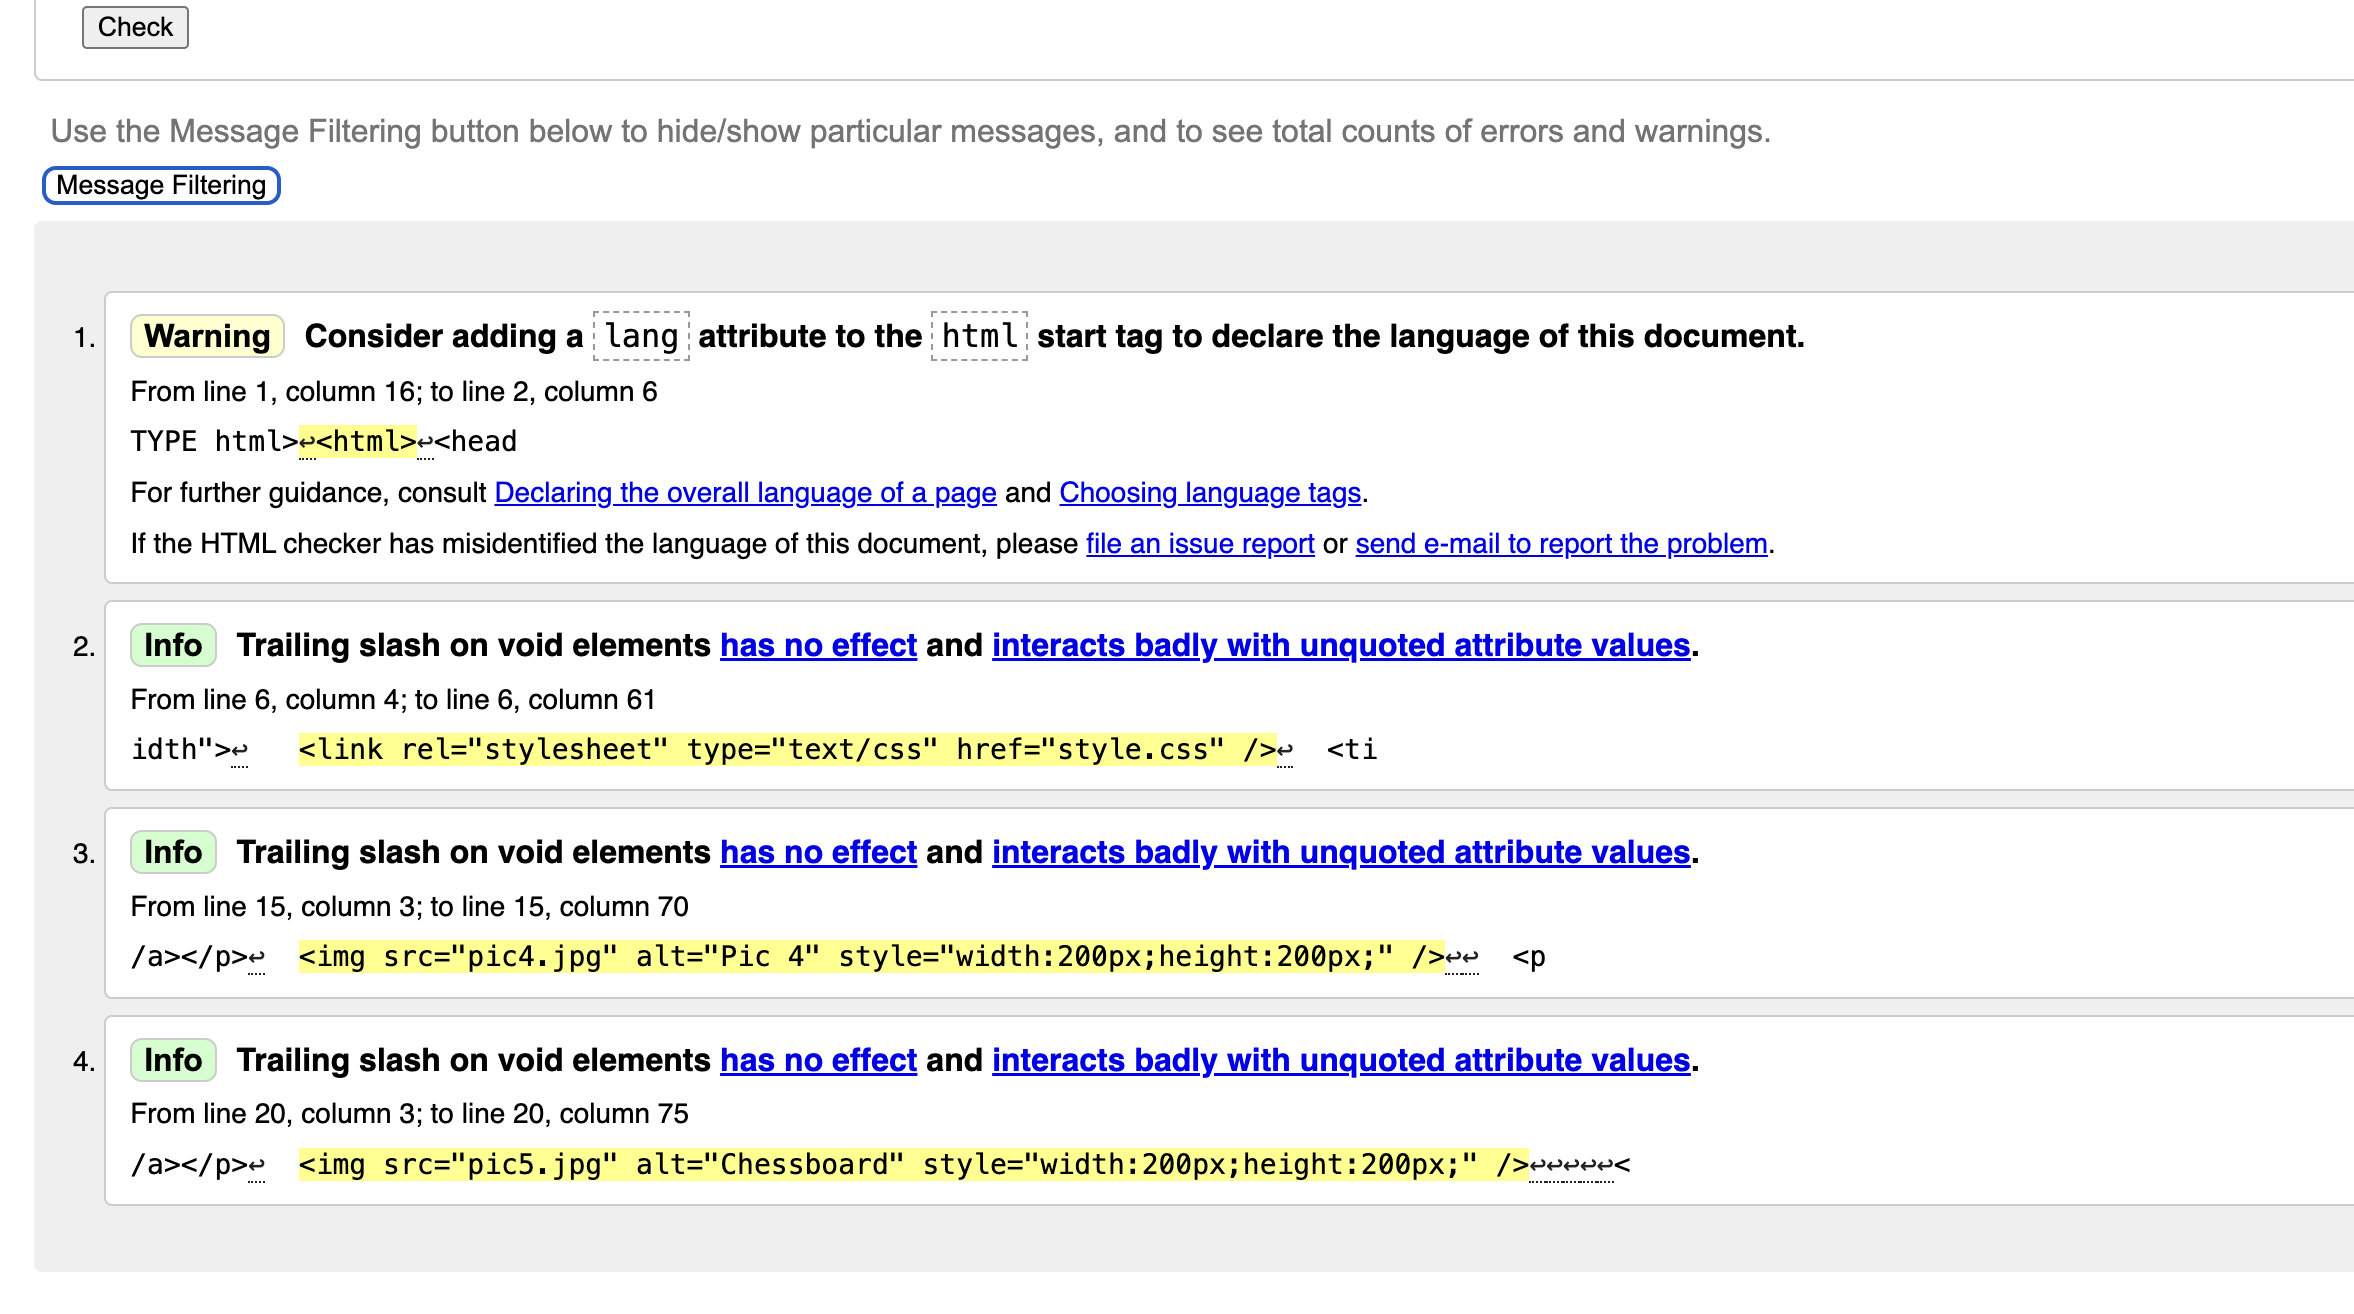 Check
Use the Message Filtering button below to hide/show particular messages, and to see total counts of errors and warnings.
Message Filtering
1. Warning Consider adding a lang attribute to the html start tag to declare the language of this document.
From line 1, column 16; to line 2, column 6
TYPE html>↩<html>↩<head
For further guidance, consult Declaring the overall language of a page and Choosing language tags.
If the HTML checker has misidentified the language of this document, please file an issue report or send e-mail to report the problem.
2. Info Trailing slash on void elements has no effect and interacts badly with unquoted attribute values.
From line 6, column 4; to line 6, column 61
idth">↩   <link rel="stylesheet" type="text/css" href="style.css" />↩  <ti
3. Info Trailing slash on void elements has no effect and interacts badly with unquoted attribute values.
From line 15, column 3; to line 15, column 70
/a></p>↩  <img src="pic4.jpg" alt="Pic 4" style="width:200px;height:200px;" />↩↩  <p
4. Info Trailing slash on void elements has no effect and interacts badly with unquoted attribute values.
From line 20, column 3; to line 20, column 75
/a></p>↩  <img src="pic5.jpg" alt="Chessboard" style="width:200px;height:200px;" />↩↩↩↩↩<